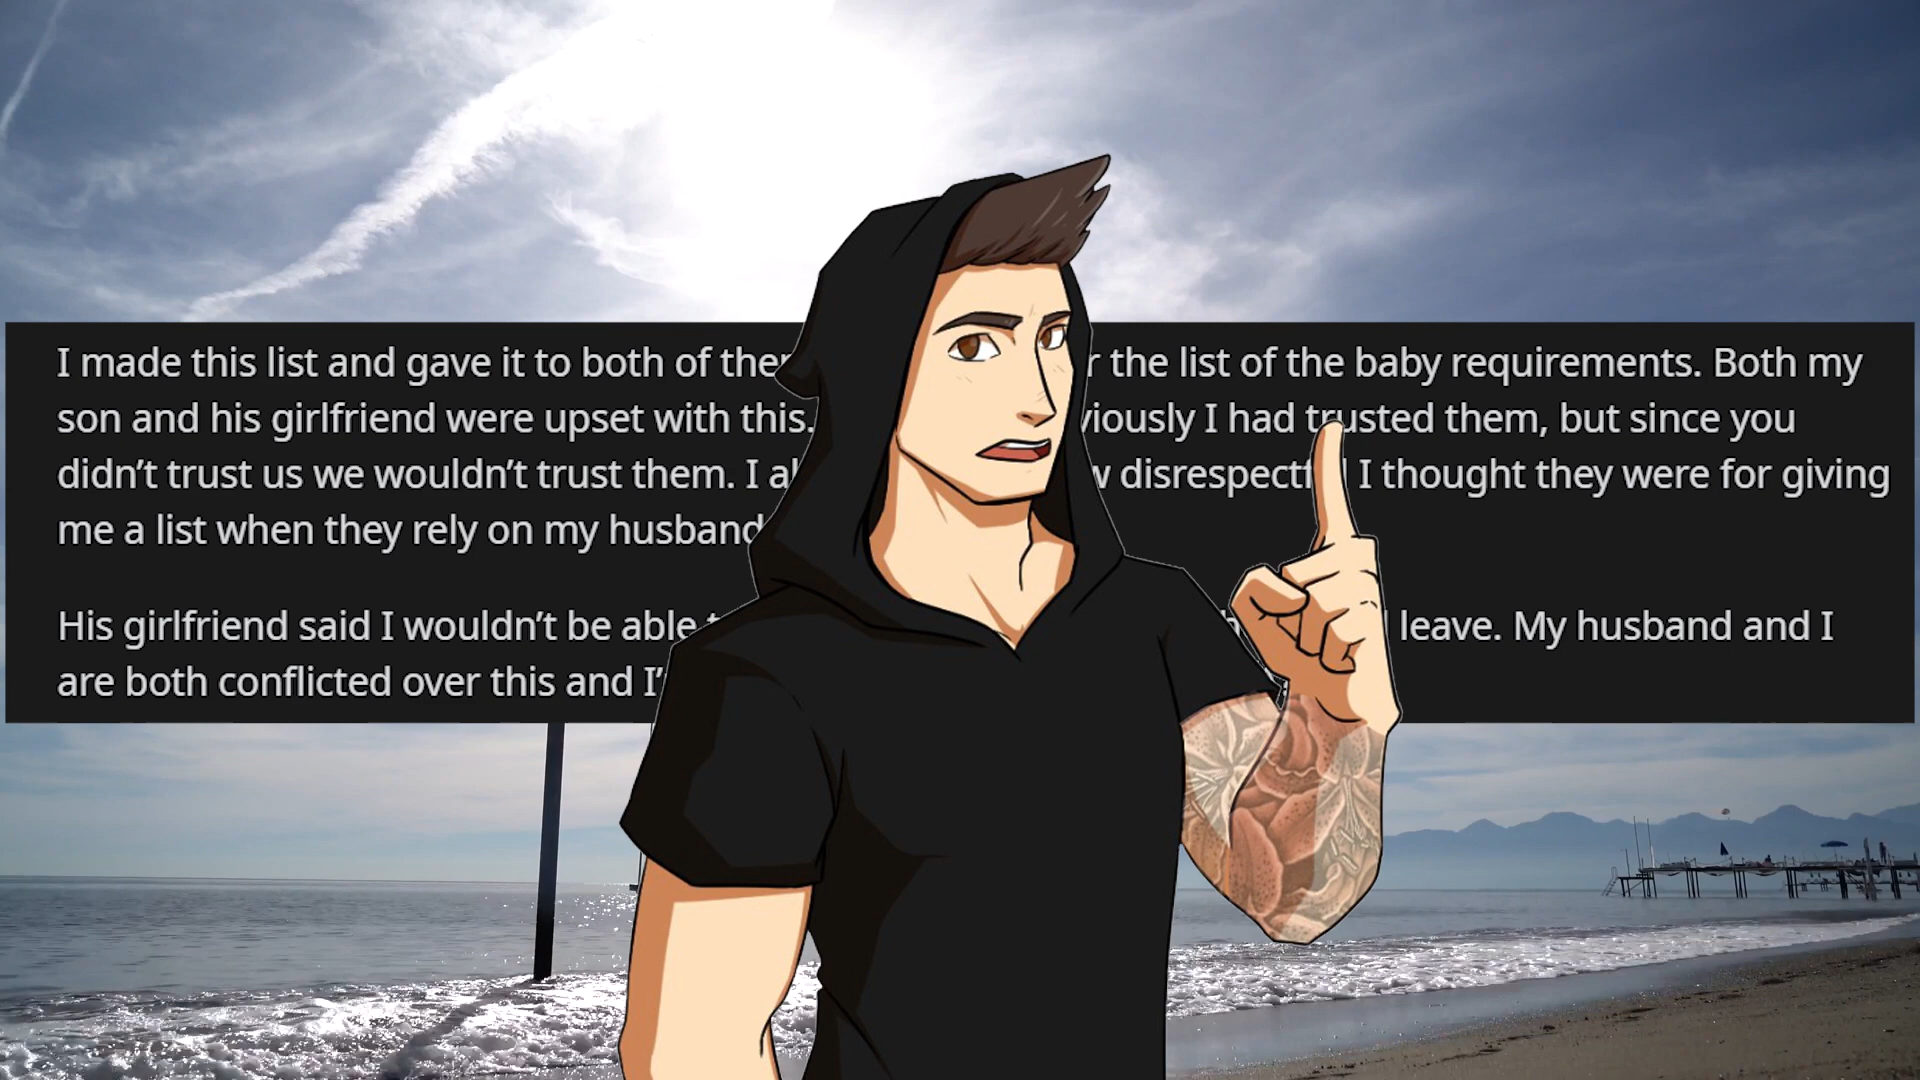 I made this list and gave it to both of the the list of the baby requirements. Both my
son and his girlfriend were upset with this. I had trusted them, but since you
didn’t trust us we wouldn’t trust them. I disrespectf I thought they were for giving
me a list when they rely on my husband
His girlfriend said I wouldn’t be able leave. My husband and I
are both conflicted over this and